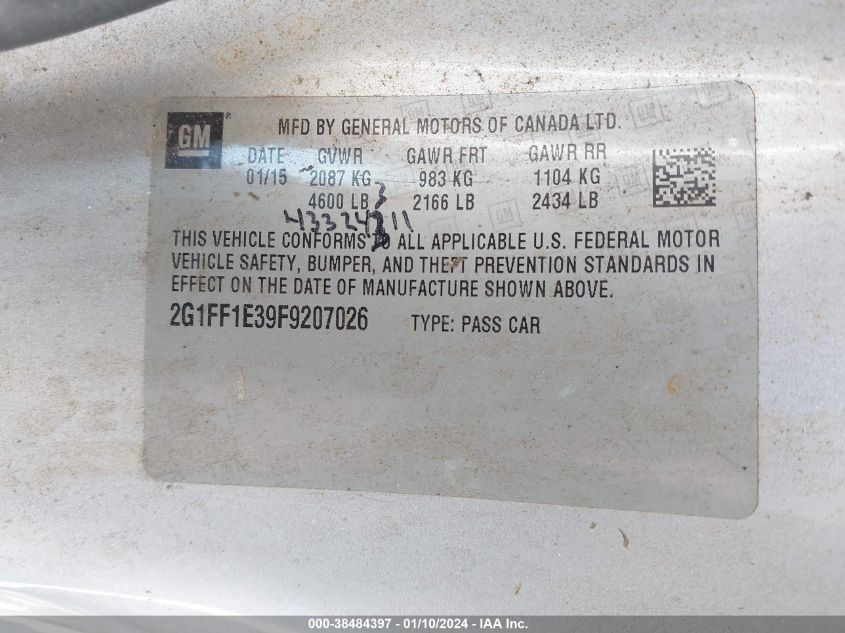 GM® MFD BY GENERAL MOTORS OF CANADA LTD.
DATE GVWR GAWR FRT GAWR RR
01/15 2087 KG 983 KG 1104 KG
4600 LB 2166 LB 2434 LB
THIS VEHICLE CONFORMS TO ALL APPLICABLE U.S. FEDERAL MOTOR
VEHICLE SAFETY, BUMPER, AND THEFT PREVENTION STANDARDS IN
EFFECT ON THE DATE OF MANUFACTURE SHOWN ABOVE.
2G1FF1E39F9207026 TYPE: PASS CAR
000-38484397 - 01/10/2024 - IAA Inc.